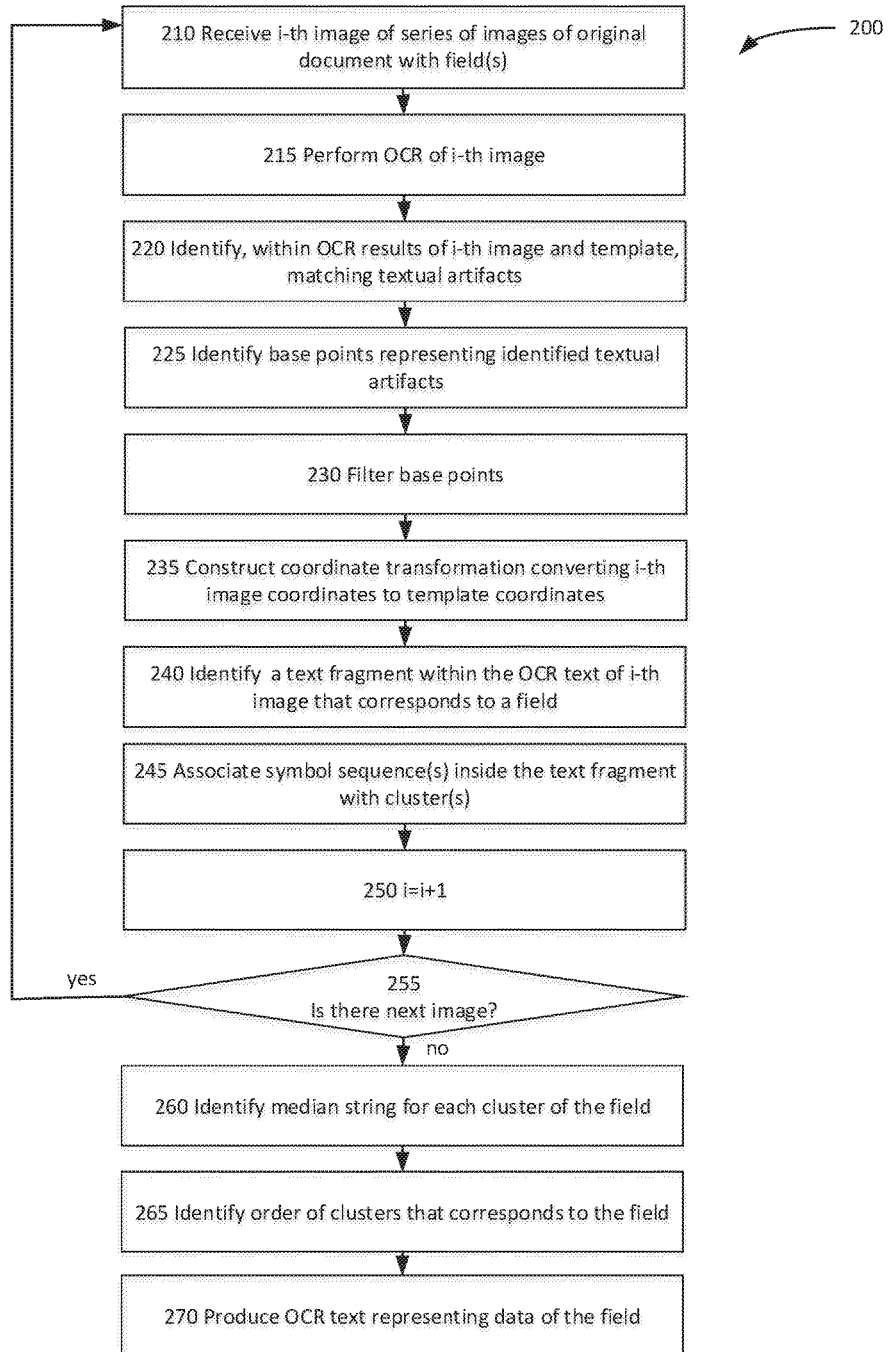 200
210 Receive i-th image of series of images of original
document with field(s)
215 Perform OCR of i-th image
220 Identify, within OCR results of i-th image and template,
matching textual artifacts
225 Identify base points representing identified textual
artifacts
230 Filter base points
235 Construct coordinate transformation converting i-th
image coordinates to template coordinates
240 Identify a text fragment within the OCR text of i-th
image that corresponds to a field
245 Associate symbol sequence(s) inside the text fragment
with cluster(s)
250 i=i+1
yes
255
Is there next image?
no
260 Identify median string for each cluster of the field
265 Identify order of clusters that corresponds to the field
270 Produce OCR text representing data of the field